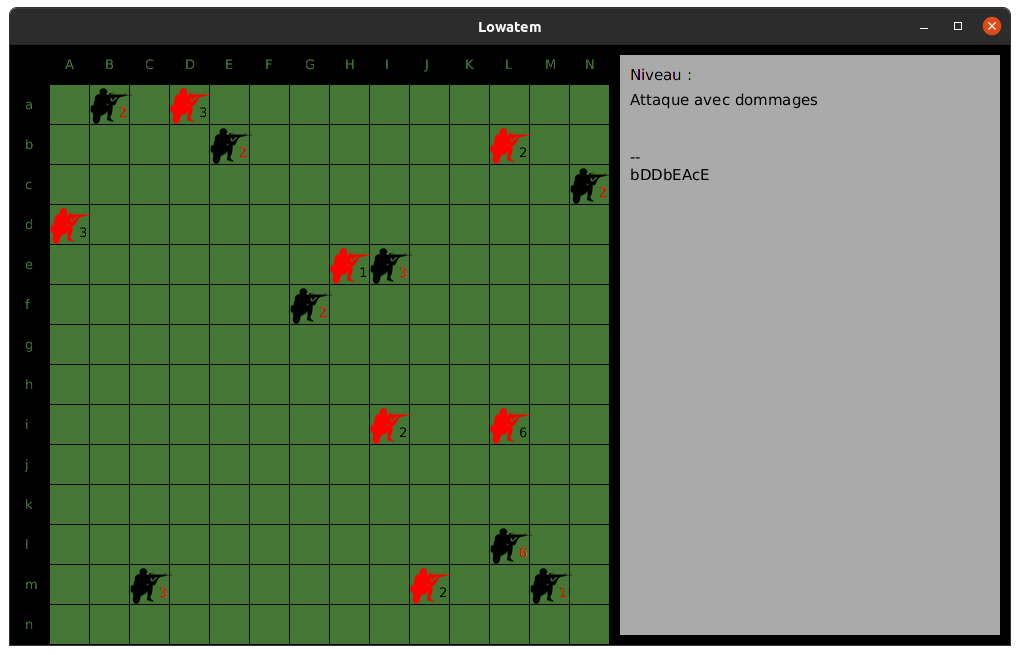 Lowatem
A B C D E F G H I J K L M N
a 2 3
b 2 2
c 2
d 3
e 1 3
f 2
g
h
i 2 6
j
k
l 6
m 3 2 1
n
Niveau :
Attaque avec dommages
--
bDDbEAcE